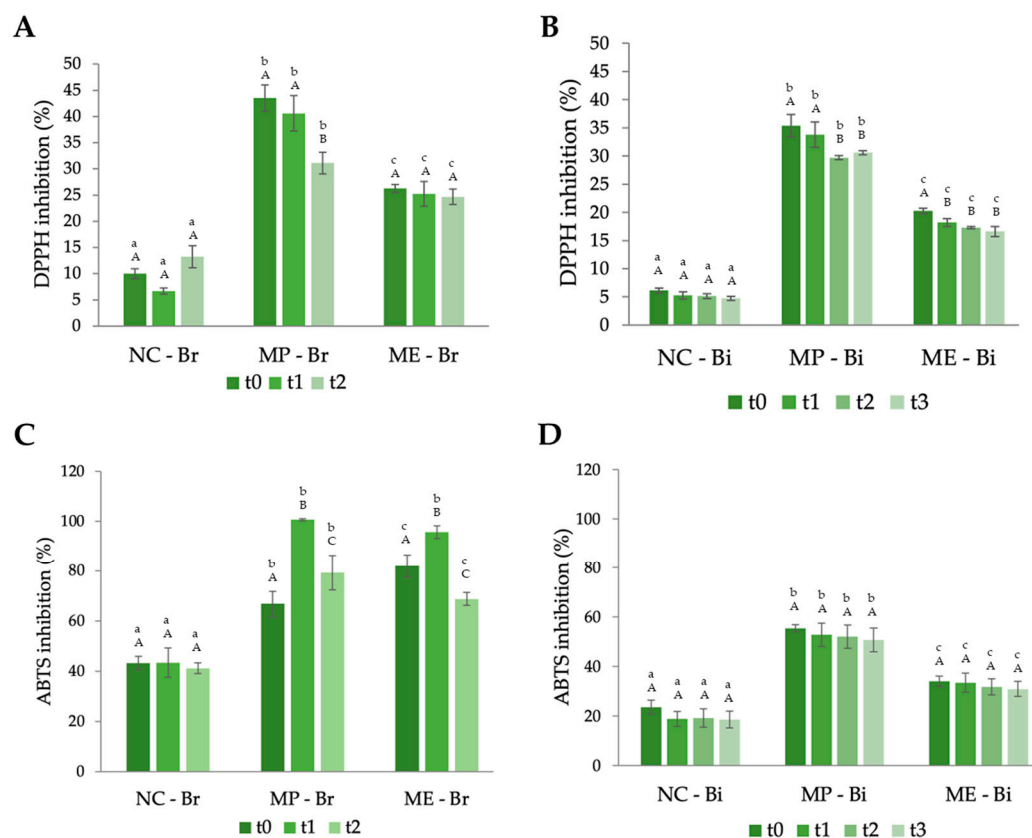 A
DPPH inhibition (%)
50
45
40
35
30
25
20
15
10
5
0
a
A
a
A
a
A
b
A
b
A
b
B
c
A
c
A
c
A
NC - Br
MP - Br
ME - Br
t0 t1 t2
B
DPPH inhibition (%)
50
45
40
35
30
25
20
15
10
5
0
a
A
a
A
a
A
a
A
b
A
b
A
b
B
b
B
c
A
c
B
c
B
c
B
NC - Bi
MP - Bi
ME - Bi
t0 t1 t2 t3
C
ABTS inhibition (%)
120
100
80
60
40
20
0
a
A
a
A
a
A
b
A
b
B
b
C
c
A
b
B
c
C
NC - Br
MP - Br
ME - Br
t0 t1 t2
D
ABTS inhibition (%)
120
100
80
60
40
20
0
a
A
a
A
a
A
a
A
b
A
b
A
b
A
b
A
c
A
c
A
c
A
c
A
NC - Bi
MP - Bi
ME - Bi
t0 t1 t2 t3